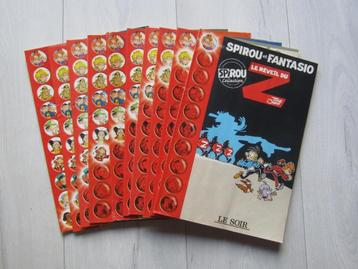 SPIROU et FANTASIO
SPIROU
Collection
LE RÉVEIL DU
Z
Z Z Z
LE SOIR